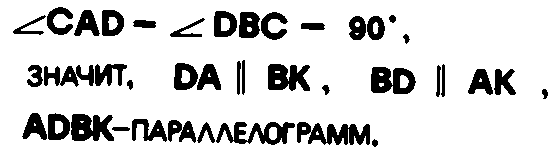 ∠CAD – ∠DBC – 90°,
ЗНАЧИТ, DA ∥ BK, BD ∥ AK,
ADBK–ПАРАЛЛЕЛОГРАММ.